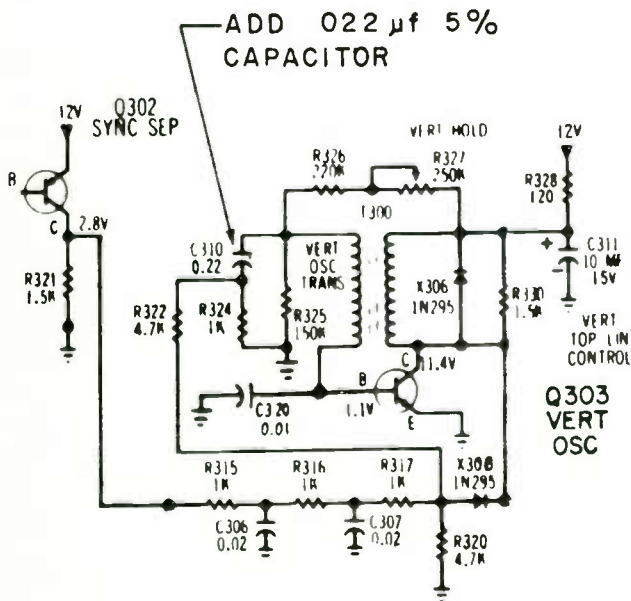 ADD 022 µf 5%
CAPACITOR
12V
Q302
SYNC SEP
B
C
2.8V
R321
1.5K
VERT HOLD
R326
220K
R327
250K
T300
12V
R328
120
C311
10 MF
15V
C310
0.22
R322
4.7K
R324
1K
R325
150K
VERT
OSC
TRANS
X306
1N295
R330
VERT
TOP LIN
CONTROL
C320
0.01
B
1.1V
C
11.4V
E
Q303
VERT
OSC
R315
1K
R316
1K
R317
1K
1N295
C306
0.02
C307
0.02
R320
4.7K